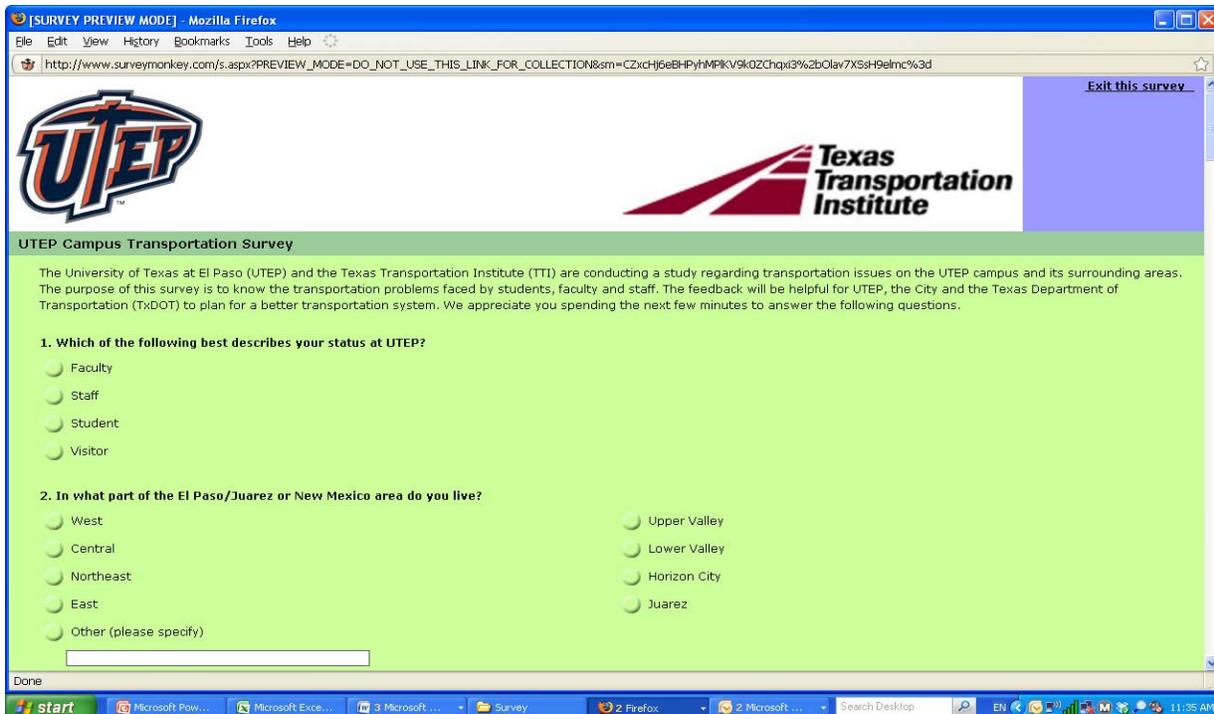 [SURVEY PREVIEW MODE] - Mozilla Firefox
File Edit View History Bookmarks Tools Help
http://www.surveymonkey.com/s.aspx?PREVIEW_MODE=DO_NOT_USE_THIS_LINK_FOR_COLLECTION&sm=CZxcHj6eBHPyhMPlKV9k0ZChqxi3%2bOlav7XSsH9elmc%3d
Exit this survey
UTEP
TM
Texas
Transportation
Institute
UTEP Campus Transportation Survey
The University of Texas at El Paso (UTEP) and the Texas Transportation Institute (TTI) are conducting a study regarding transportation issues on the UTEP campus and its surrounding areas.
The purpose of this survey is to know the transportation problems faced by students, faculty and staff. The feedback will be helpful for UTEP, the City and the Texas Department of
Transportation (TxDOT) to plan for a better transportation system. We appreciate you spending the next few minutes to answer the following questions.
1. Which of the following best describes your status at UTEP?
Faculty
Staff
Student
Visitor
2. In what part of the El Paso/Juarez or New Mexico area do you live?
West Upper Valley
Central Lower Valley
Northeast Horizon City
East Juarez
Other (please specify)
Done
start Microsoft Pow... Microsoft Exce... 3 Microsoft ... Survey 2 Firefox 2 Microsoft ... Search Desktop EN 11:35 AM